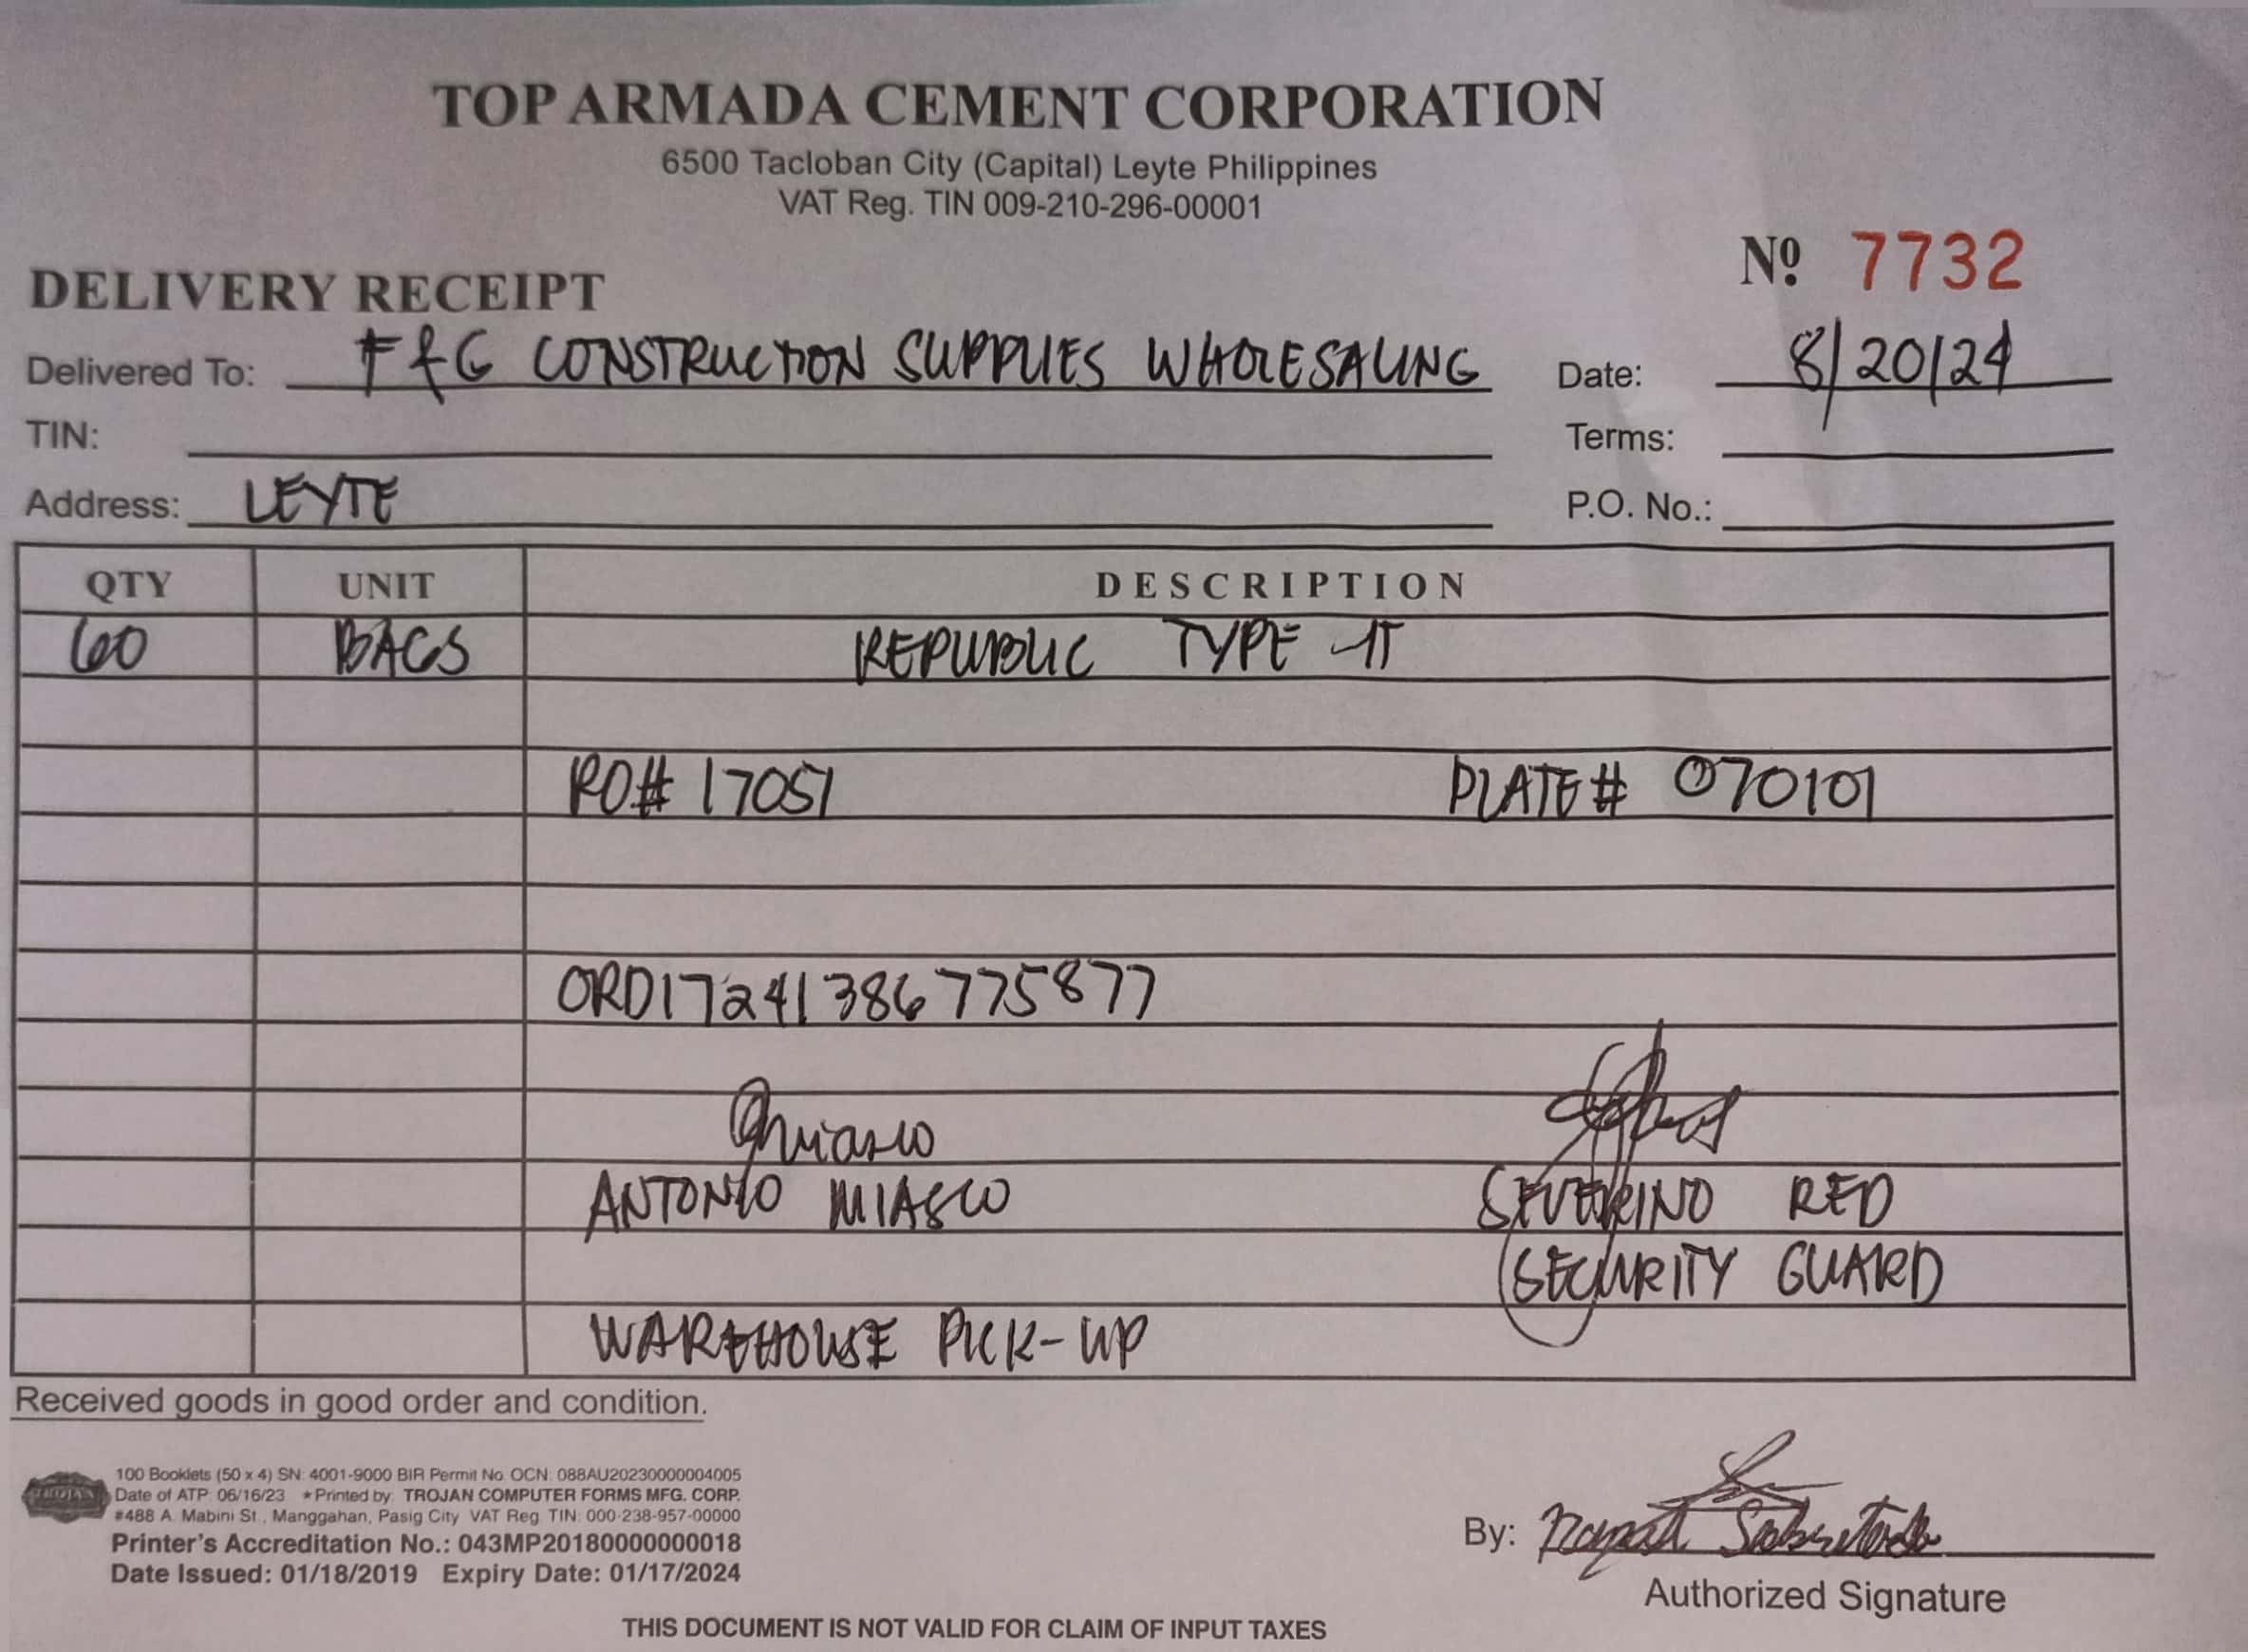 TOP ARMADA CEMENT CORPORATION
6500 Tacloban City (Capital) Leyte Philippines
VAT Reg. TIN 009-210-296-00001
Nº 7732
DELIVERY RECEIPT
Delivered To: F&G CONSTRUCTION SUPPLIES WHOLESALING Date: 8/20/24
TIN: Terms:
Address: LEYTE P.O. No.:
QTY UNIT DESCRIPTION
60 BAGS REPUBLIC TYPE 1T
RO# 17051 PLATE# 070101
ORD17241386775877
ANTONIO MIASCO SEVERINO RED
SECURITY GUARD
WAREHOUSE PICK-UP
Received goods in good order and condition.
100 Booklets (50 x 4) SN: 4001-9000 BIR Permit No. OCN: 088AU20230000004005
Date of ATP: 06/16/23 * Printed by: TROJAN COMPUTER FORMS MFG. CORP.
#488 A. Mabini St., Manggahan, Pasig City VAT Reg. TIN: 000-238-957-00000
Printer's Accreditation No.: 043MP20180000000018
Date Issued: 01/18/2019 Expiry Date: 01/17/2024
By:
Authorized Signature
THIS DOCUMENT IS NOT VALID FOR CLAIM OF INPUT TAXES